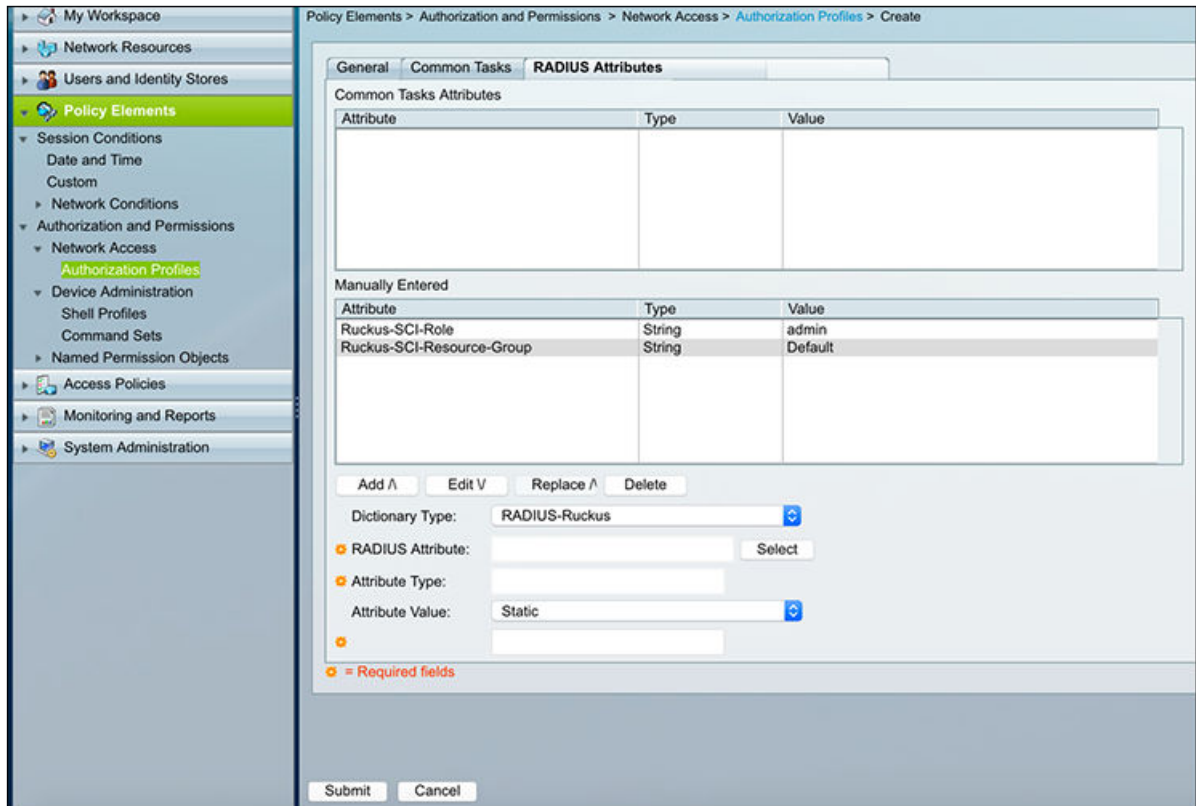 My Workspace
Network Resources
Users and Identity Stores
Policy Elements
Session Conditions
Date and Time
Custom
Network Conditions
Authorization and Permissions
Network Access
Authorization Profiles
Device Administration
Shell Profiles
Command Sets
Named Permission Objects
Access Policies
Monitoring and Reports
System Administration
Policy Elements > Authorization and Permissions > Network Access > Authorization Profiles > Create
General Common Tasks RADIUS Attributes
Common Tasks Attributes
Attribute Type Value
Manually Entered
Attribute Type Value
Ruckus-SCI-Role String admin
Ruckus-SCI-Resource-Group String Default
Add /\ Edit \/ Replace /\ Delete
Dictionary Type: RADIUS-Ruckus
RADIUS Attribute: Select
Attribute Type:
Attribute Value: Static
= Required fields
Submit Cancel